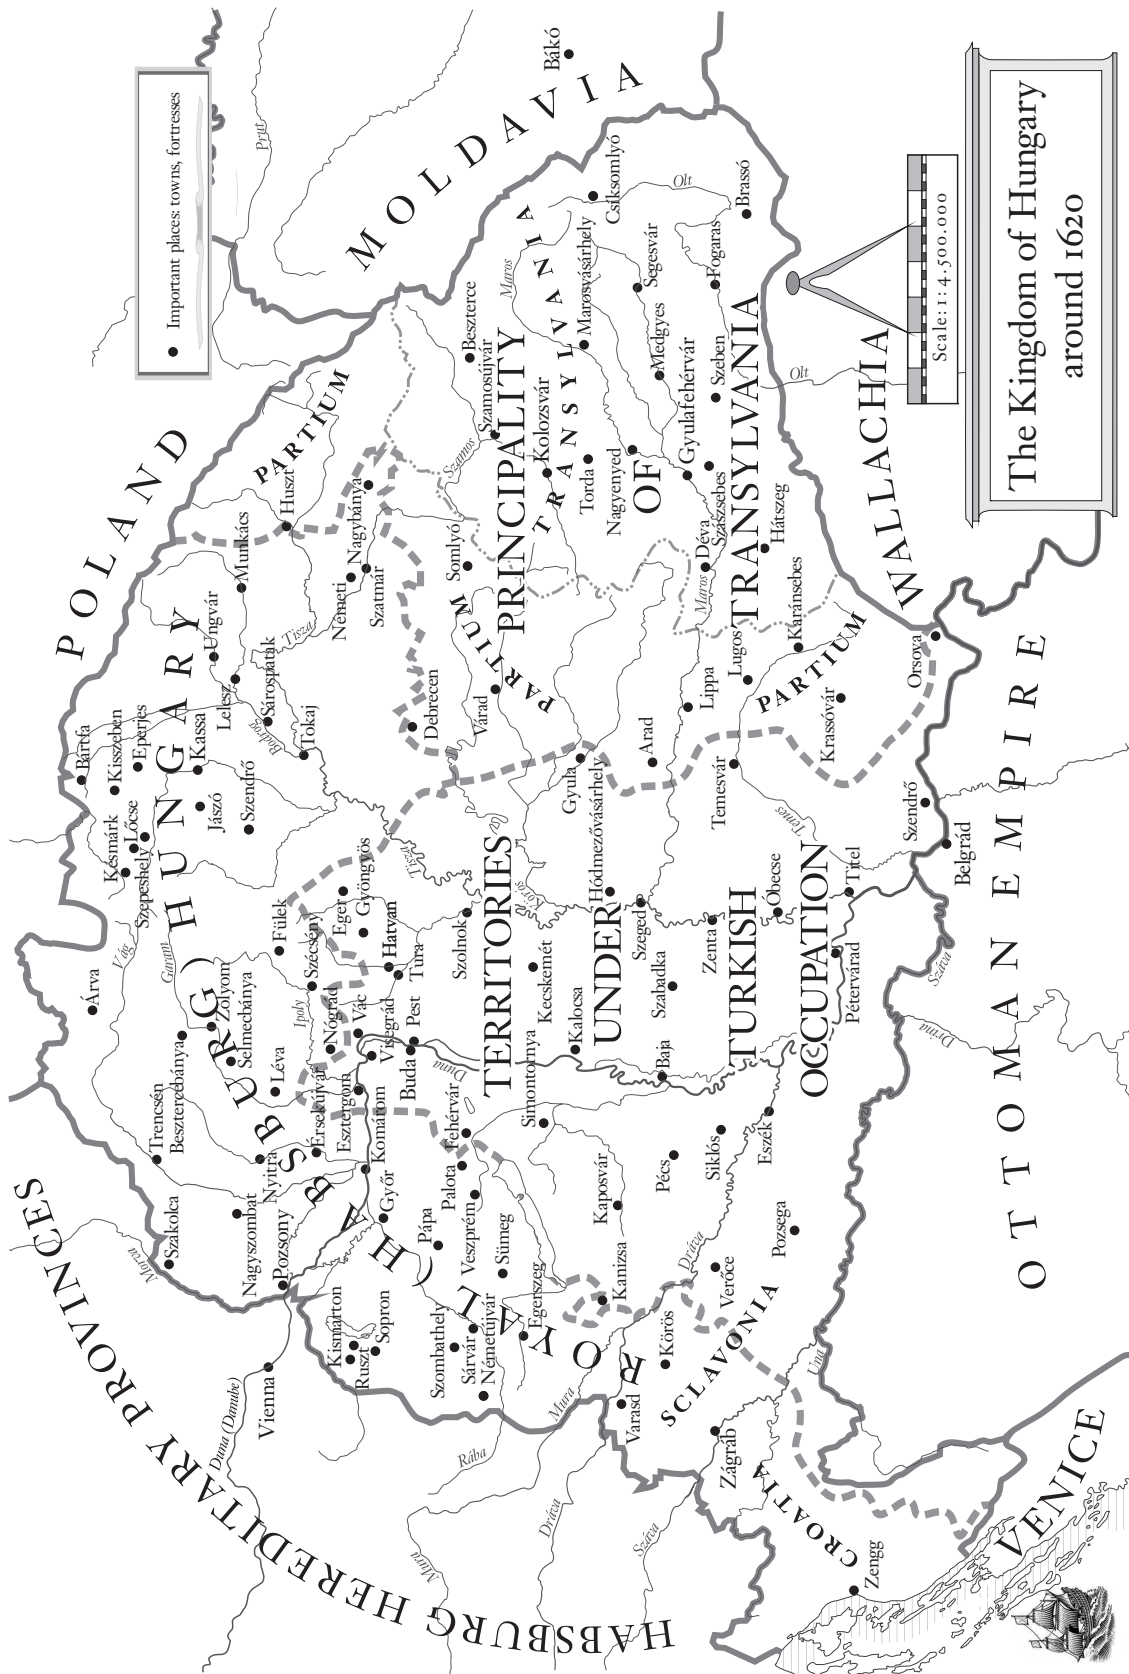 The Kingdom of Hungary
around 1620
Scale: 1 : 4.500.000
Important places: towns, fortresses
HABSBURG HEREDITARY PROVINCES
POLAND
MOLDAVIA
WALLACHIA
OTTOMAN EMPIRE
VENICE
CROATIA
SCLAVONIA
ROYAL (HABSBURG) HUNGARY
TERRITORIES
UNDER
TURKISH
OCCUPATION
PRINCIPALITY
OF
TRANSYLVANIA
TRANSYLVANIA
PARTIUM
PARTIUM
PARTIUM
Morva
Szakolca
Trencsén
Árva
Vág
Késmárk
Lőcse
Szepeshely
Bártfa
Kisszeben
Eperjes
Kassa
Jászó
Szendrő
Ungvár
Munkács
Lelesz
Sárospatak
Bodrog
Tokaj
Tisza
Huszt
Németi
Nagybánya
Szatmár
Prut
Garam
Besztercebánya
Zolyom
Selmecbánya
Léva
Nyitra
Nagyszombat
Pozsony
Vienna
Duna (Danube)
Érsekújvár
Ipoly
Fülek
Szécsény
Nógrád
Eger
Gyöngyös
Hatvan
Tura
Vác
Visegrád
Esztergom
Komárom
Győr
Buda
Pest
Duna
Kismárton
Ruszt
Sopron
Pápa
Palota
Fehérvár
Veszprém
Sümeg
Szombathely
Sárvár
Németújvár
Egerszeg
Rába
Mura
Mura
Dráva
Száva
Kanizsa
Kaposvár
Simontornya
Szolnok
Tisza
Kecskemét
Kalocsa
Körös
Debrecen
Várad
Somlyó
Szamos
Szamosújvár
Beszterce
Maros
Kolozsvár
Torda
Nagyenyed
Marosvásárhely
Csíksomlyó
Bákó
Olt
Segesvár
Medgyes
Gyulafehérvár
Szeben
Fogaras
Brassó
Szászsebes
Déva
Maros
Hátszeg
Olt
Karánsebes
Lugos
Lippa
Arad
Gyula
Hódmezővásárhely
Szeged
Szabadka
Zenta
Baja
Pécs
Siklós
Eszék
Dráva
Verőce
Pozsega
Körös
Varasd
Zágráb
Zengg
Una
Temesvár
Temes
Krassóvár
Orsova
Szendrő
Belgrád
Titel
Óbecse
Pétervárad
Száva
Drina